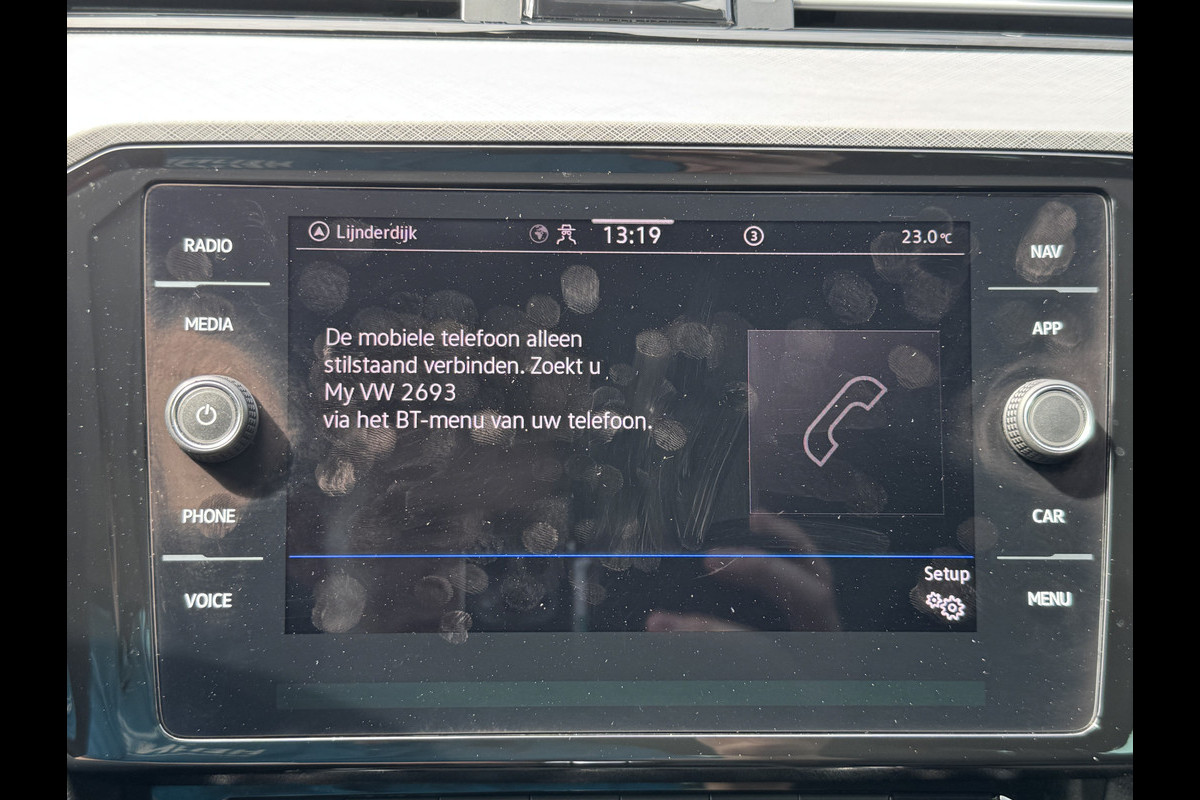 RADIO
MEDIA
PHONE
VOICE
Lijnderdijk
13:19
3
23.0°C
De mobiele telefoon alleen
stilstaand verbinden. Zoekt u
My VW 2693
via het BT-menu van uw telefoon.
Setup
NAV
APP
CAR
MENU